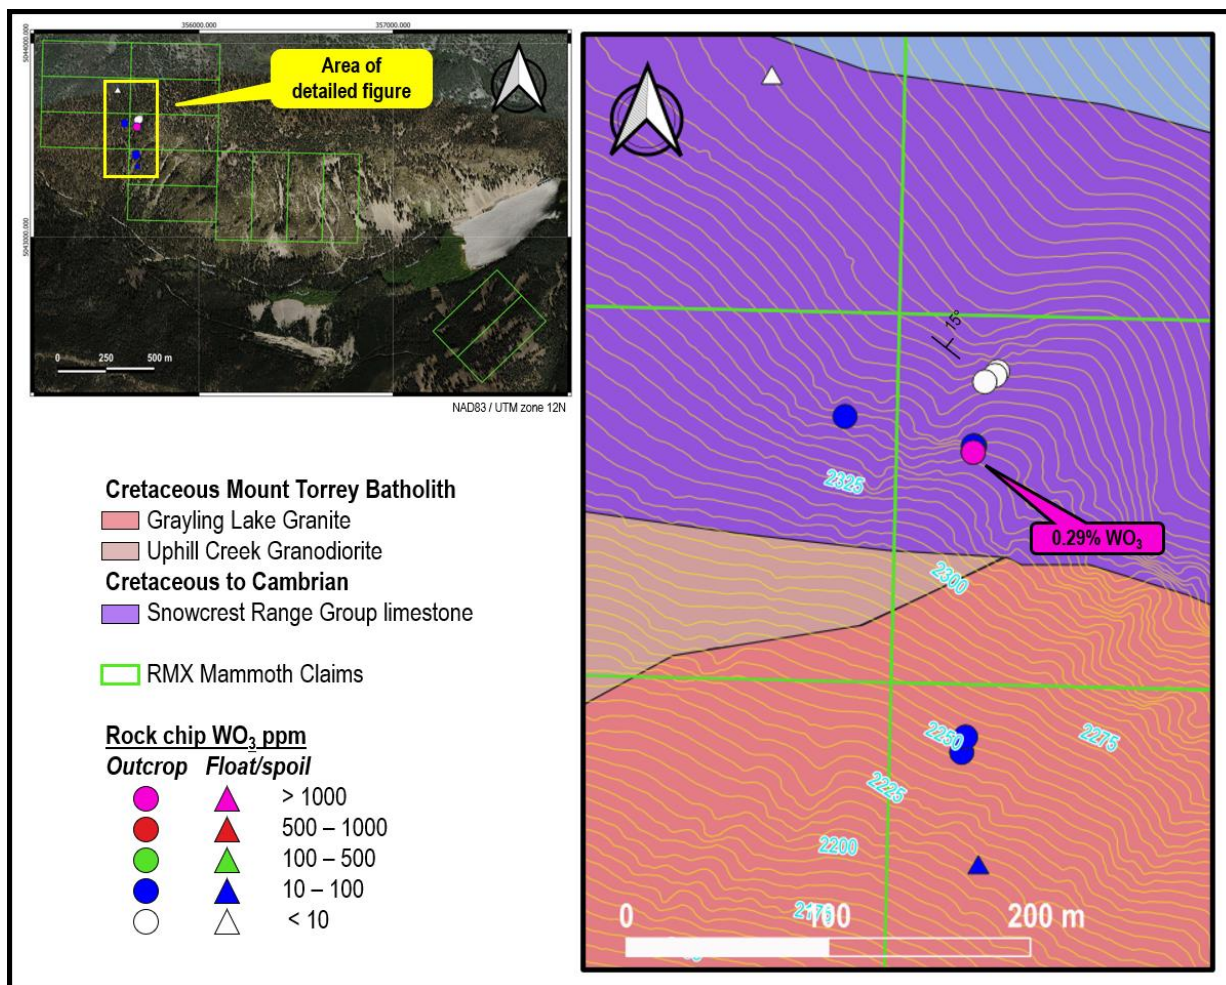 356000.000
357000.000
5044000.000
5043000.000
Area of
detailed figure
0
250
500 m
NAD83 / UTM zone 12N
Cretaceous Mount Torrey Batholith
Grayling Lake Granite
Uphill Creek Granodiorite
Cretaceous to Cambrian
Snowcrest Range Group limestone
RMX Mammoth Claims
Rock chip WO₃ ppm
Outcrop Float/spoil
> 1000
500 – 1000
100 – 500
10 – 100
< 10
15°
2325
0.29% WO₃
2300
2250
2275
2225
2200
2175
0
100
200 m